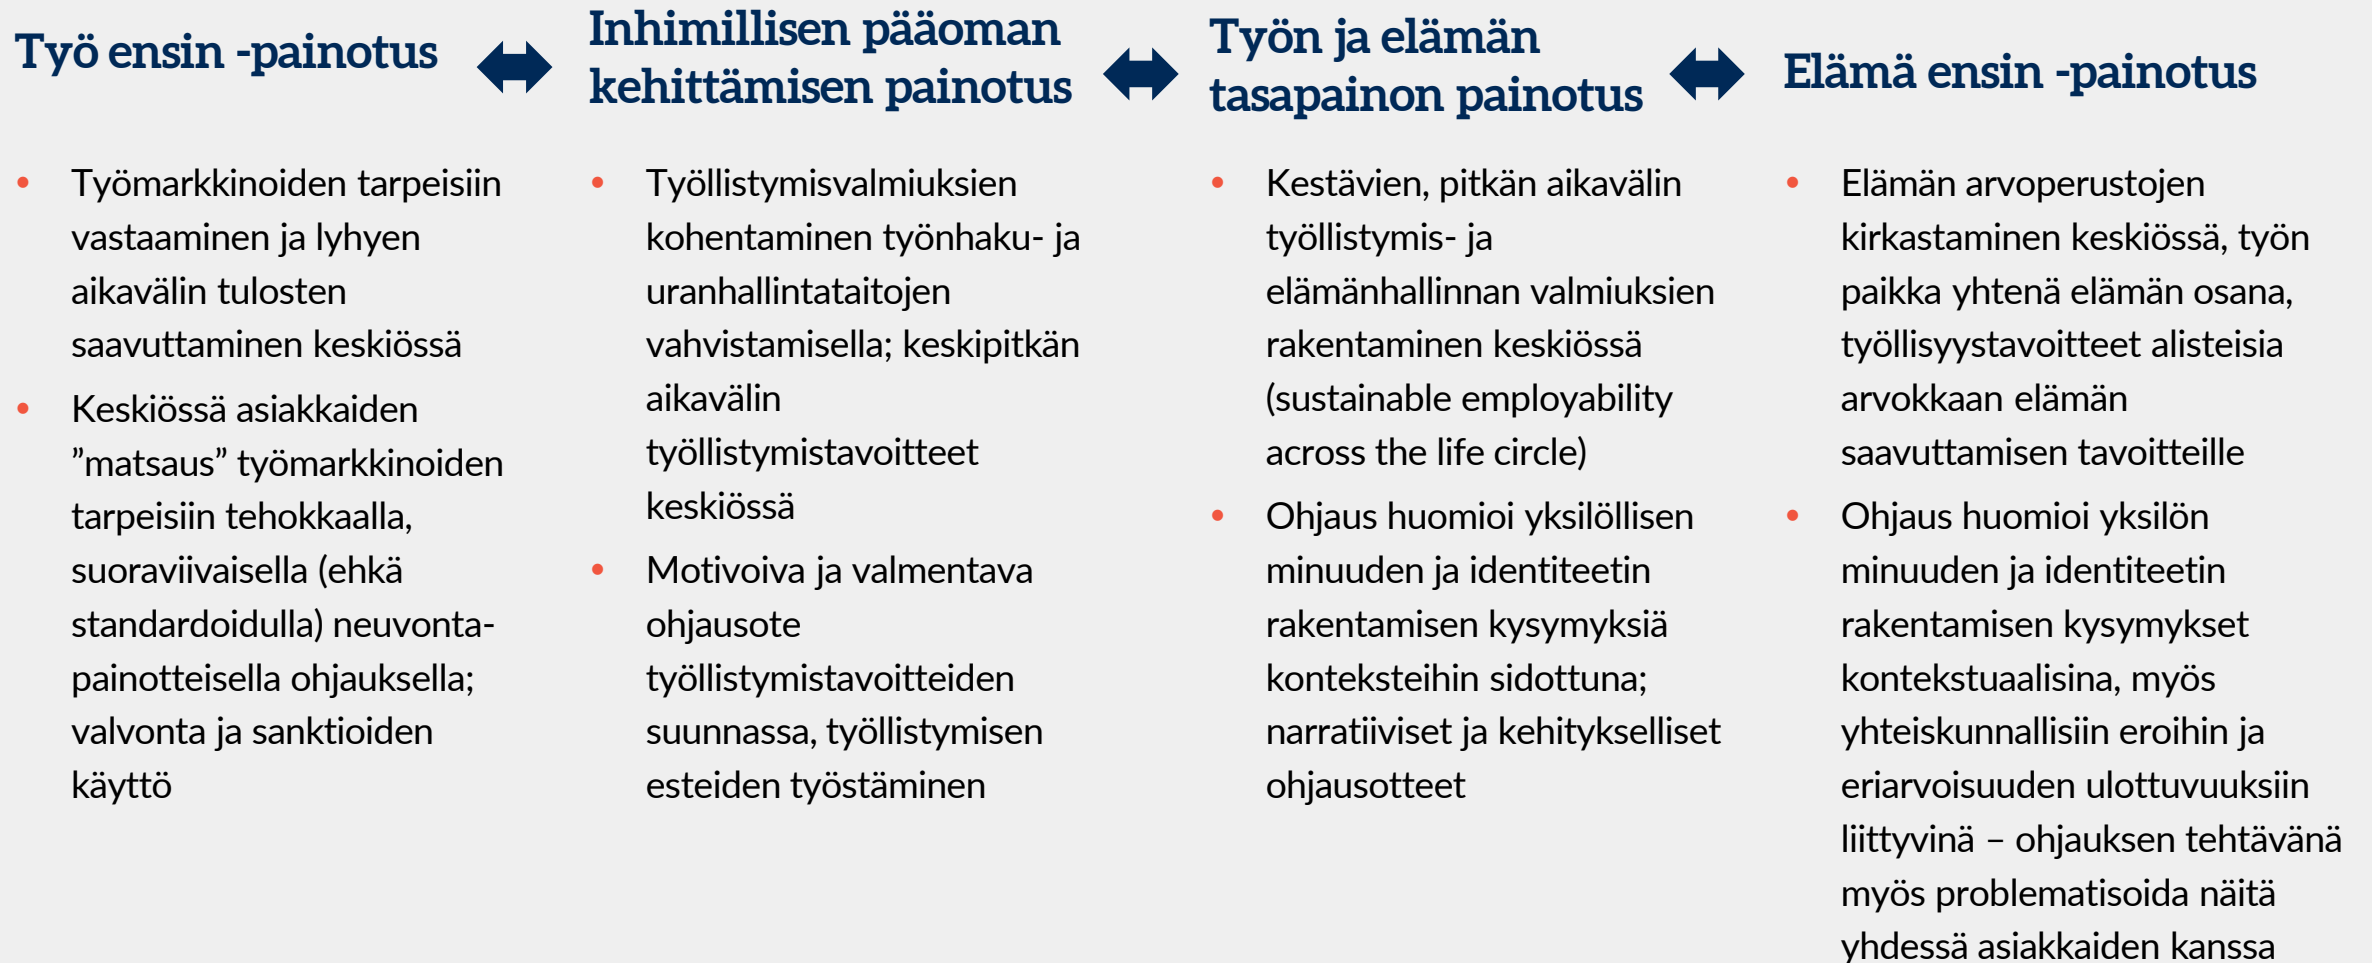 Työ ensin -painotus
Inhimillisen pääoman
kehittämisen painotus
Työn ja elämän
tasapainon painotus
Elämä ensin -painotus
• Työmarkkinoiden tarpeisiin
vastaaminen ja lyhyen
aikavälin tulosten
saavuttaminen keskiössä
• Keskiössä asiakkaiden
”matsaus” työmarkkinoiden
tarpeisiin tehokkaalla,
suoraviivaisella (ehkä
standardoidulla) neuvonta-
painotteisella ohjauksella;
valvonta ja sanktioiden
käyttö
• Työllistymisvalmiuksien
kohentaminen työnhaku- ja
uranhallintataitojen
vahvistamisella; keskipitkän
aikavälin
työllistymistavoitteet
keskiössä
• Motivoiva ja valmentava
ohjausote
työllistymistavoitteiden
suunnassa, työllistymisen
esteiden työstäminen
• Kestävien, pitkän aikavälin
työllistymis- ja
elämänhallinnan valmiuksien
rakentaminen keskiössä
(sustainable employability
across the life circle)
• Ohjaus huomioi yksilöllisen
minuuden ja identiteetin
rakentamisen kysymyksiä
konteksteihin sidottuna;
narratiiviset ja kehitykselliset
ohjausotteet
• Elämän arvoperustojen
kirkastaminen keskiössä, työn
paikka yhtenä elämän osana,
työllisyystavoitteet alisteisia
arvokkaan elämän
saavuttamisen tavoitteille
• Ohjaus huomioi yksilön
minuuden ja identiteetin
rakentamisen kysymykset
kontekstuaalisina, myös
yhteiskunnallisiin eroihin ja
eriarvoisuuden ulottuvuuksiin
liittyvinä – ohjauksen tehtävänä
myös problematisoida näitä
yhdessä asiakkaiden kanssa